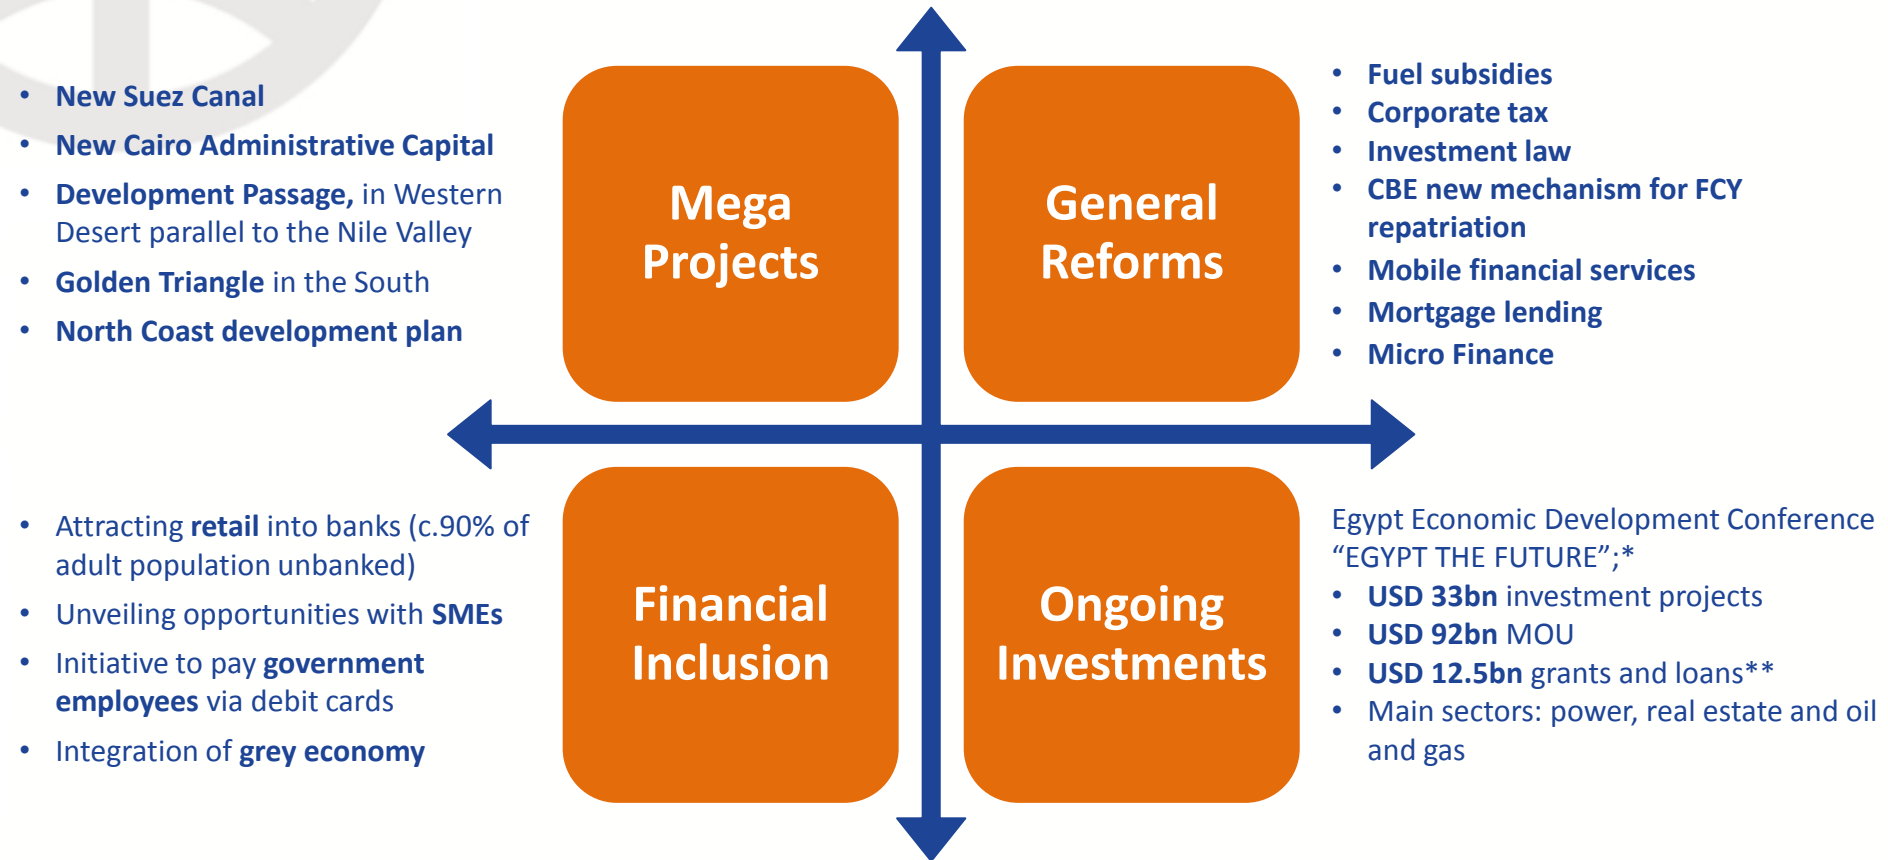 • New Suez Canal
• New Cairo Administrative Capital
• Development Passage, in Western
Desert parallel to the Nile Valley
• Golden Triangle in the South
• North Coast development plan
Mega
Projects
General
Reforms
• Fuel subsidies
• Corporate tax
• Investment law
• CBE new mechanism for FCY
repatriation
• Mobile financial services
• Mortgage lending
• Micro Finance
• Attracting retail into banks (c.90% of
adult population unbanked)
• Unveiling opportunities with SMEs
• Initiative to pay government
employees via debit cards
• Integration of grey economy
Financial
Inclusion
Ongoing
Investments
Egypt Economic Development Conference
“EGYPT THE FUTURE”;*
• USD 33bn investment projects
• USD 92bn MOU
• USD 12.5bn grants and loans**
• Main sectors: power, real estate and oil
and gas